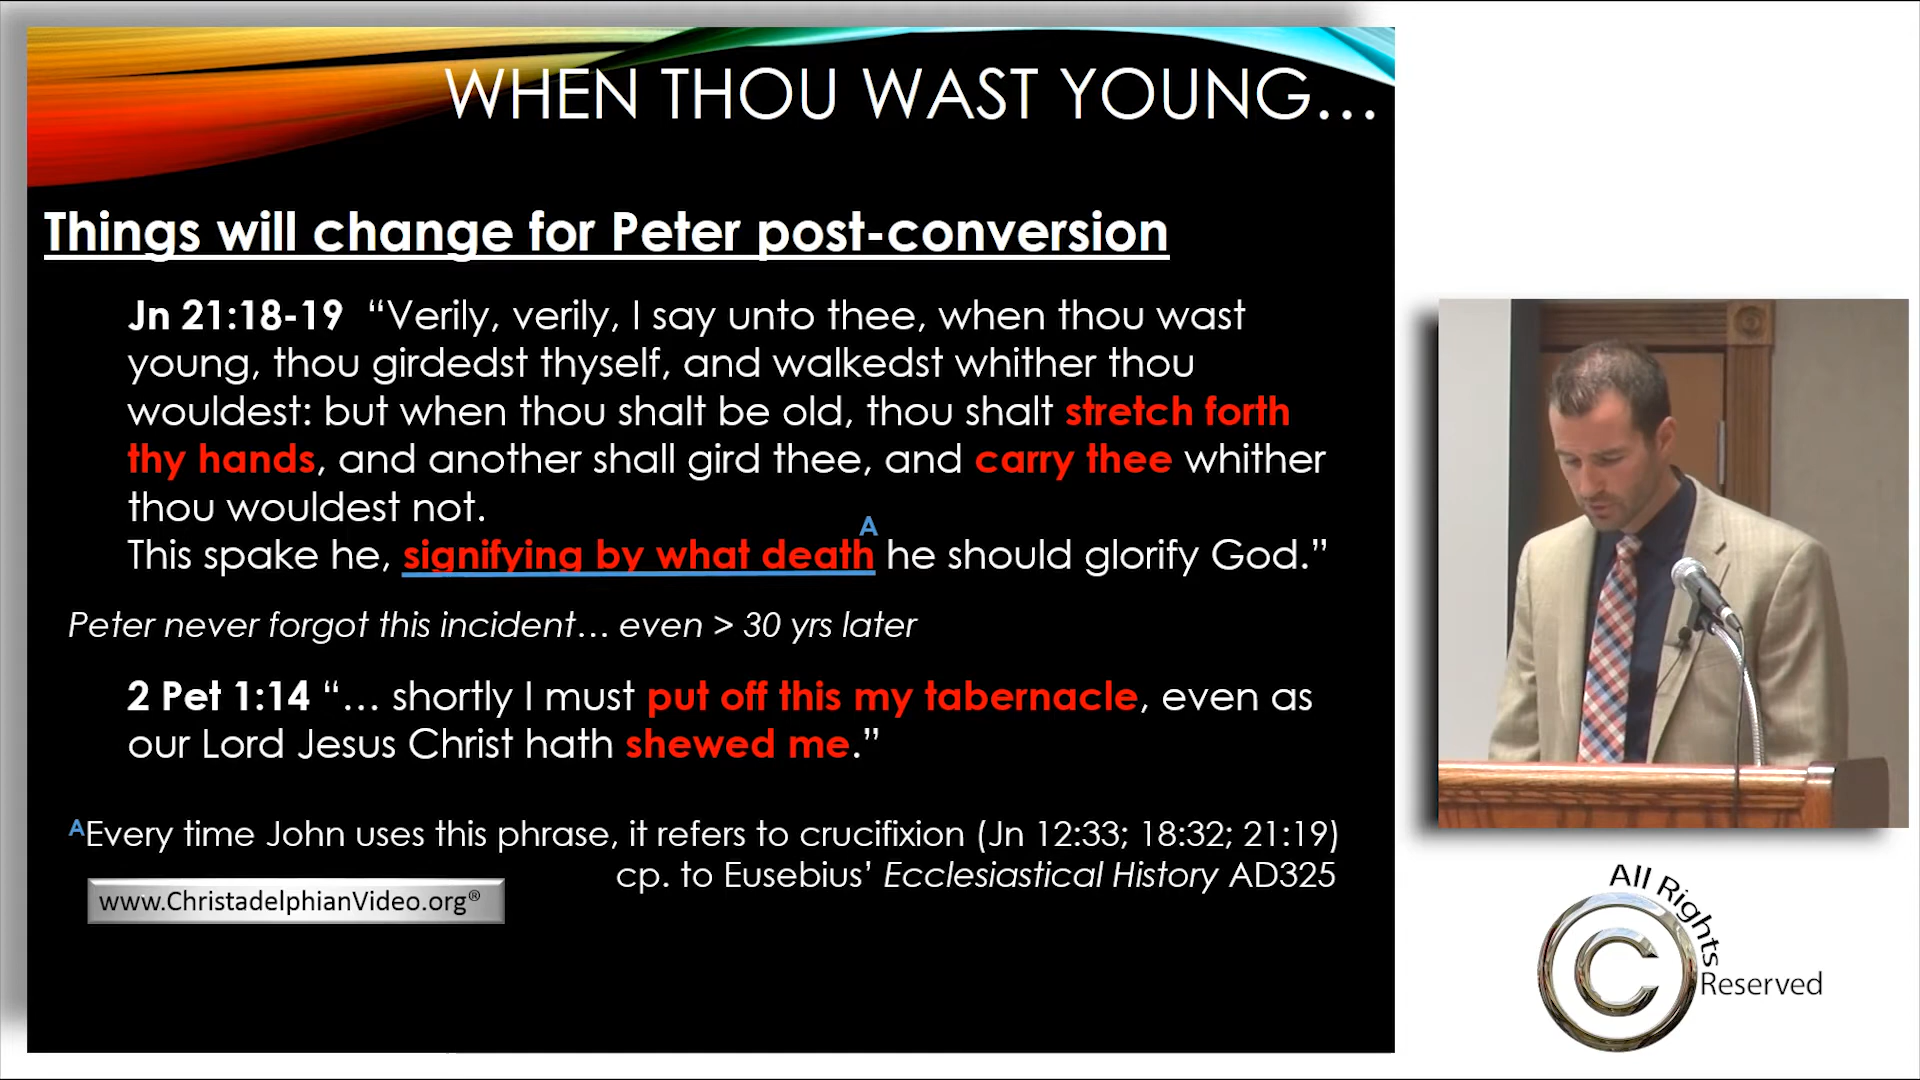 WHEN THOU WAST YOUNG...
Things will change for Peter post-conversion
Jn 21:18-19 “Verily, verily, I say unto thee, when thou wast
young, thou girdedst thyself, and walkedst whither thou
wouldest: but when thou shalt be old, thou shalt stretch forth
thy hands, and another shall gird thee, and carry thee whither
thou wouldest not.
This spake he, signifying by what deathᴬ he should glorify God.”
Peter never forgot this incident... even > 30 yrs later
2 Pet 1:14 “... shortly I must put off this my tabernacle, even as
our Lord Jesus Christ hath shewed me.”
ᴬEvery time John uses this phrase, it refers to crucifixion (Jn 12:33; 18:32; 21:19)
cp. to Eusebius’ Ecclesiastical History AD325
www.ChristadelphianVideo.org®
All Rights
Reserved
C